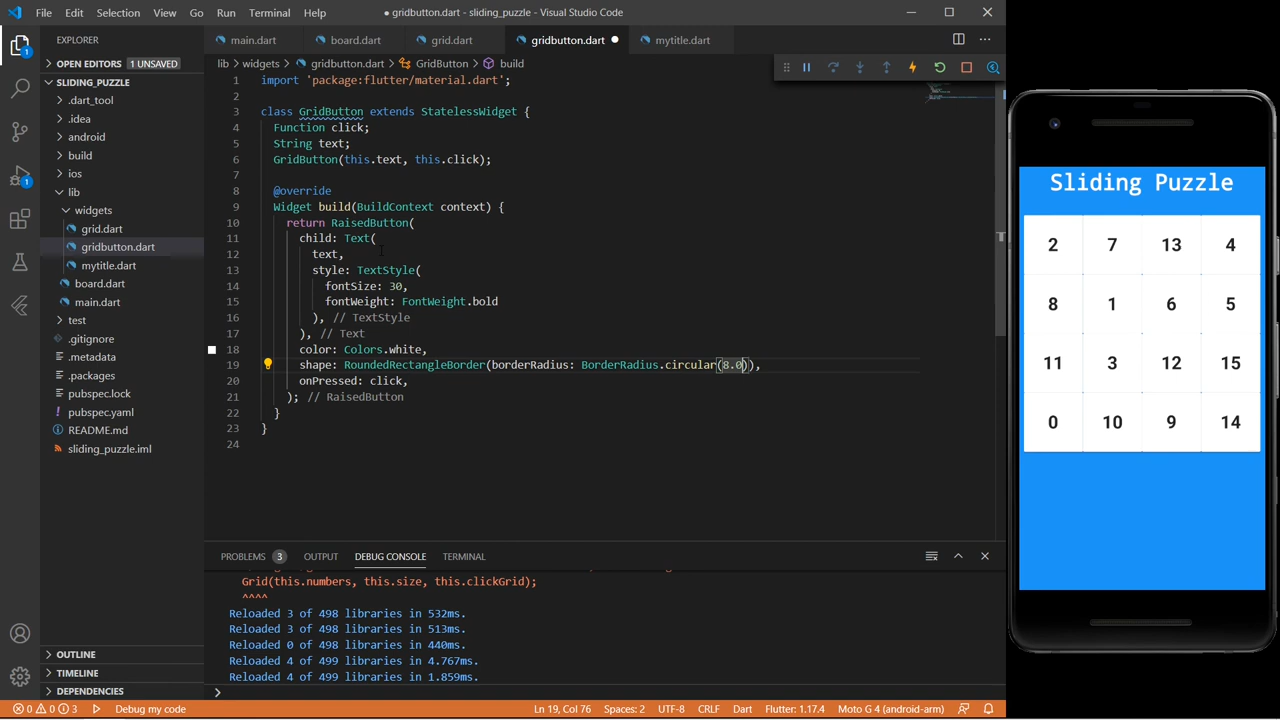 File Edit Selection View Go Run Terminal Help
● gridbutton.dart - sliding_puzzle - Visual Studio Code
EXPLORER
main.dart
board.dart
grid.dart
gridbutton.dart
mytitle.dart
OPEN EDITORS 1 UNSAVED
lib > widgets > gridbutton.dart > GridButton > build
SLIDING_PUZZLE
.dart_tool
.idea
android
build
ios
lib
widgets
grid.dart
gridbutton.dart
mytitle.dart
board.dart
main.dart
test
.gitignore
.metadata
.packages
pubspec.lock
pubspec.yaml
README.md
sliding_puzzle.iml
OUTLINE
TIMELINE
DEPENDENCIES
1
1
1 import 'package:flutter/material.dart';
2
3 class GridButton extends StatelessWidget {
4 Function click;
5 String text;
6 GridButton(this.text, this.click);
7
8 @override
9 Widget build(BuildContext context) {
10 return RaisedButton(
11 child: Text(
12 text,
13 style: TextStyle(
14 fontSize: 30,
15 fontWeight: FontWeight.bold
16 ), // TextStyle
17 ), // Text
18 color: Colors.white,
19 shape: RoundedRectangleBorder(borderRadius: BorderRadius.circular(8.0)),
20 onPressed: click,
21 ); // RaisedButton
22 }
23 }
24
PROBLEMS 3 OUTPUT DEBUG CONSOLE TERMINAL
Grid(this.numbers, this.size, this.clickGrid);
^^^^
Reloaded 3 of 498 libraries in 532ms.
Reloaded 3 of 498 libraries in 513ms.
Reloaded 0 of 498 libraries in 440ms.
Reloaded 4 of 499 libraries in 4.767ms.
Reloaded 4 of 499 libraries in 1.859ms.
0 0 3 Debug my code
Ln 19, Col 76 Spaces: 2 UTF-8 CRLF Dart Flutter: 1.17.4 Moto G 4 (android-arm)
Sliding Puzzle
2 7 13 4
8 1 6 5
11 3 12 15
0 10 9 14